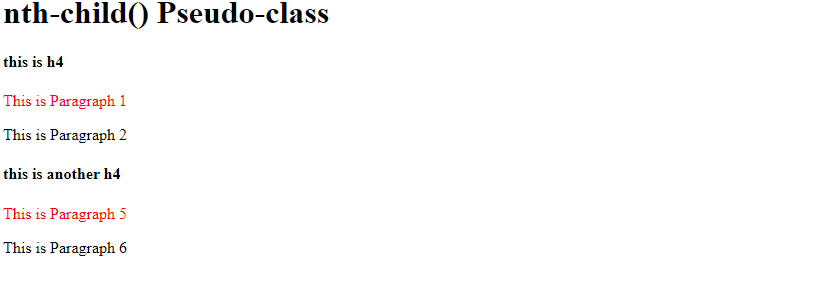 nth-child() Pseudo-class
this is h4
This is Paragraph 1
This is Paragraph 2
this is another h4
This is Paragraph 5
This is Paragraph 6